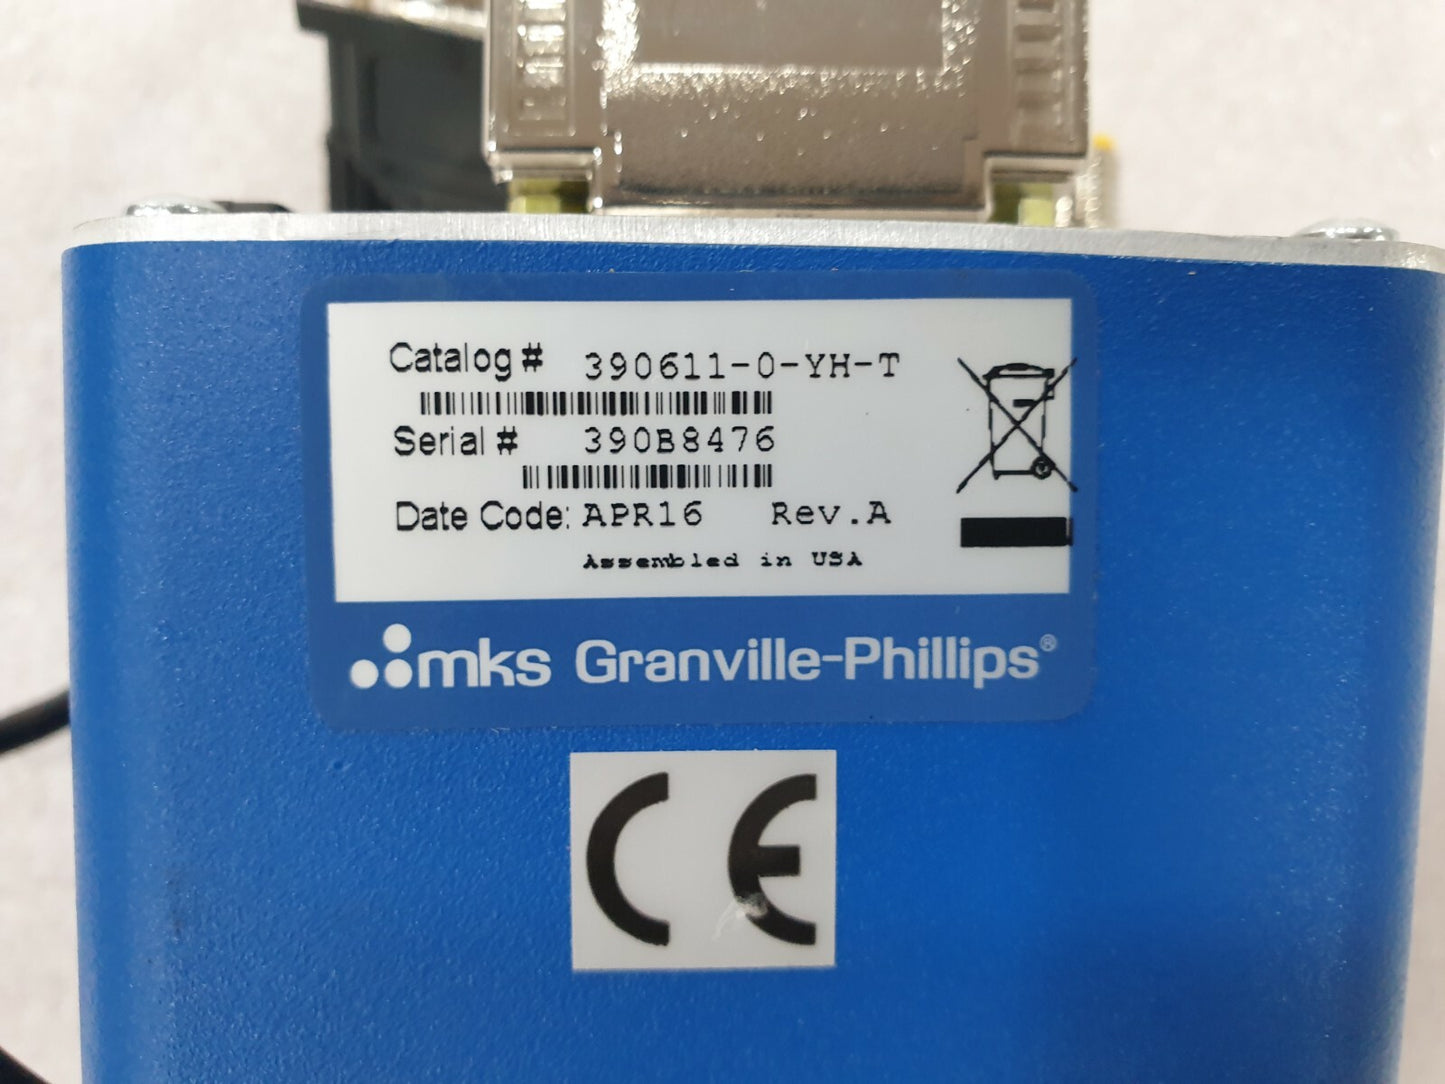 Catalog # 390611-0-YH-T
Serial # 390B8476
Date Code: APR16 Rev.A
Assembled in USA
mks Granville-Phillips®
CE